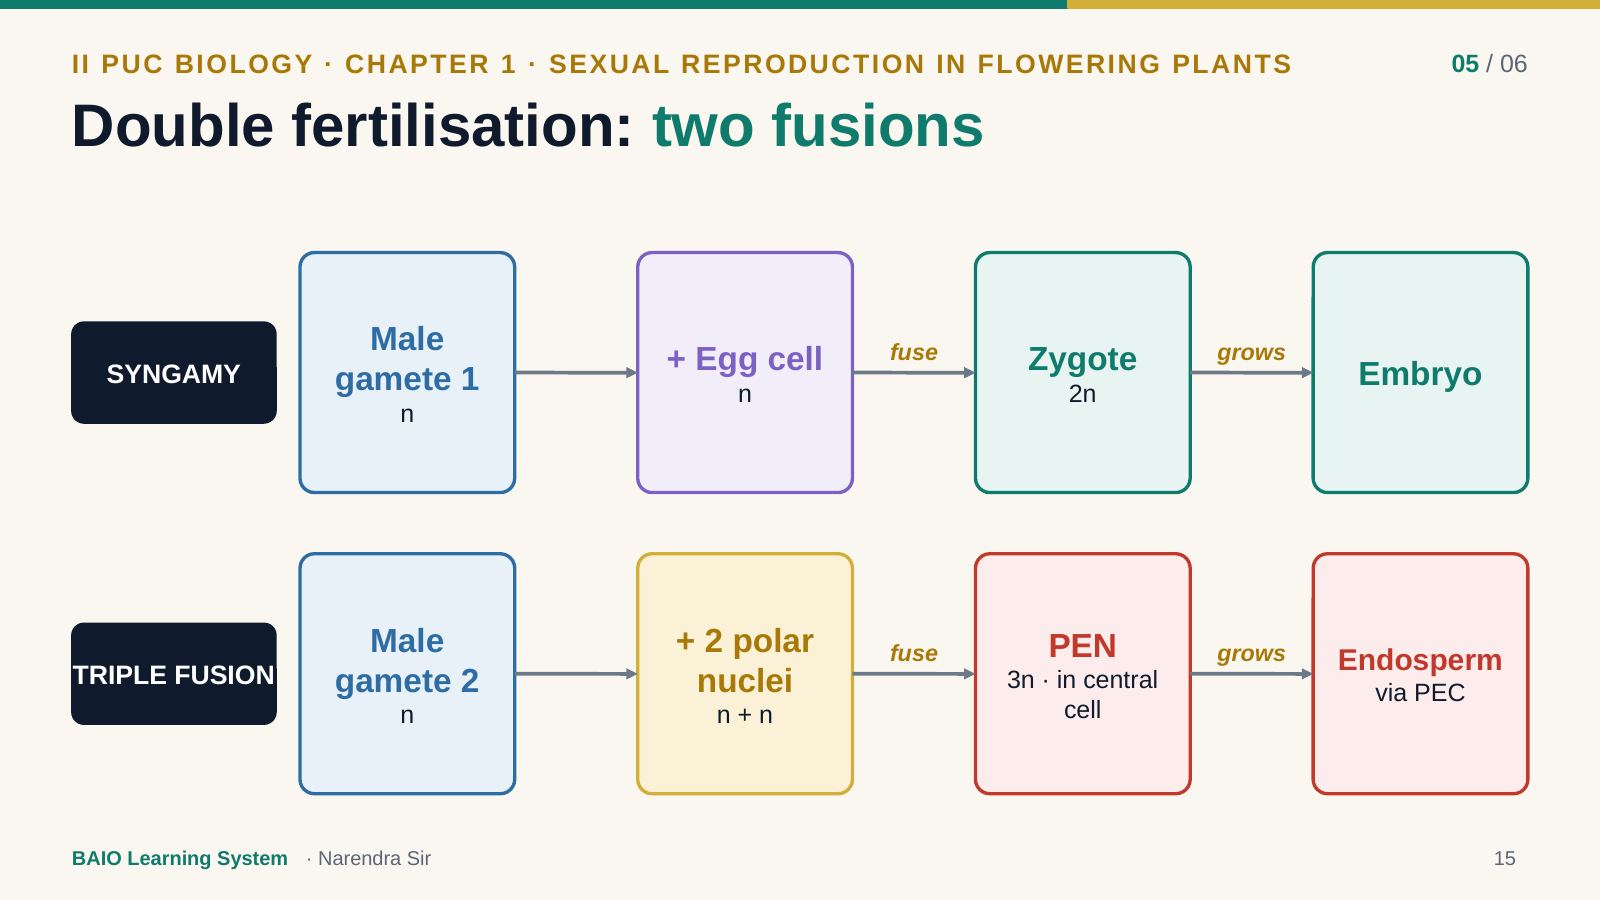 II PUC BIOLOGY · CHAPTER 1 · SEXUAL REPRODUCTION IN FLOWERING PLANTS
05 / 06
Double fertilisation: two fusions
SYNGAMY
Male
gamete 1
n
+ Egg cell
n
fuse
Zygote
2n
grows
Embryo
TRIPLE FUSION
Male
gamete 2
n
+ 2 polar
nuclei
n + n
fuse
PEN
3n · in central
cell
grows
Endosperm
via PEC
BAIO Learning System · Narendra Sir
15